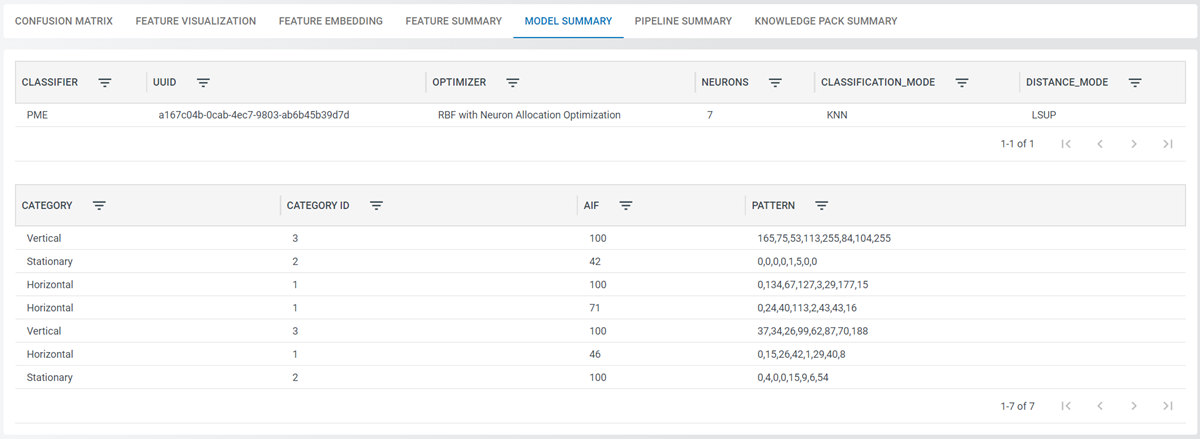 CONFUSION MATRIX FEATURE VISUALIZATION FEATURE EMBEDDING FEATURE SUMMARY MODEL SUMMARY PIPELINE SUMMARY KNOWLEDGE PACK SUMMARY
CLASSIFIER UUID OPTIMIZER NEURONS CLASSIFICATION_MODE DISTANCE_MODE
PME a167c04b-0cab-4ec7-9803-ab6b45b39d7d RBF with Neuron Allocation Optimization 7 KNN LSUP
1-1 of 1
CATEGORY CATEGORY ID AIF PATTERN
Vertical 3 100 165,75,53,113,255,84,104,255
Stationary 2 42 0,0,0,0,1,5,0,0
Horizontal 1 100 0,134,67,127,3,29,177,15
Horizontal 1 71 0,24,40,113,2,43,43,16
Vertical 3 100 37,34,26,99,62,87,70,188
Horizontal 1 46 0,15,26,42,1,29,40,8
Stationary 2 100 0,4,0,0,15,9,6,54
1-7 of 7